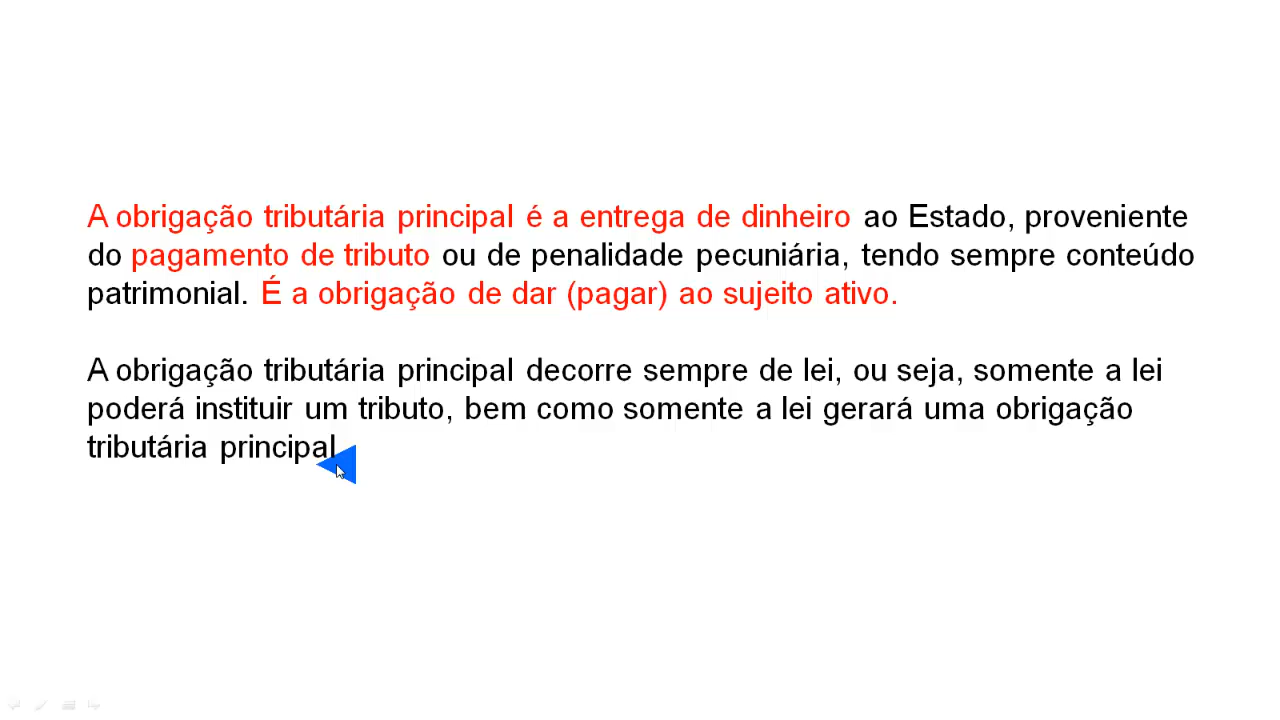 A obrigação tributária principal é a entrega de dinheiro ao Estado, proveniente
do pagamento de tributo ou de penalidade pecuniária, tendo sempre conteúdo
patrimonial. É a obrigação de dar (pagar) ao sujeito ativo.
A obrigação tributária principal decorre sempre de lei, ou seja, somente a lei
poderá instituir um tributo, bem como somente a lei gerará uma obrigação
tributária principal